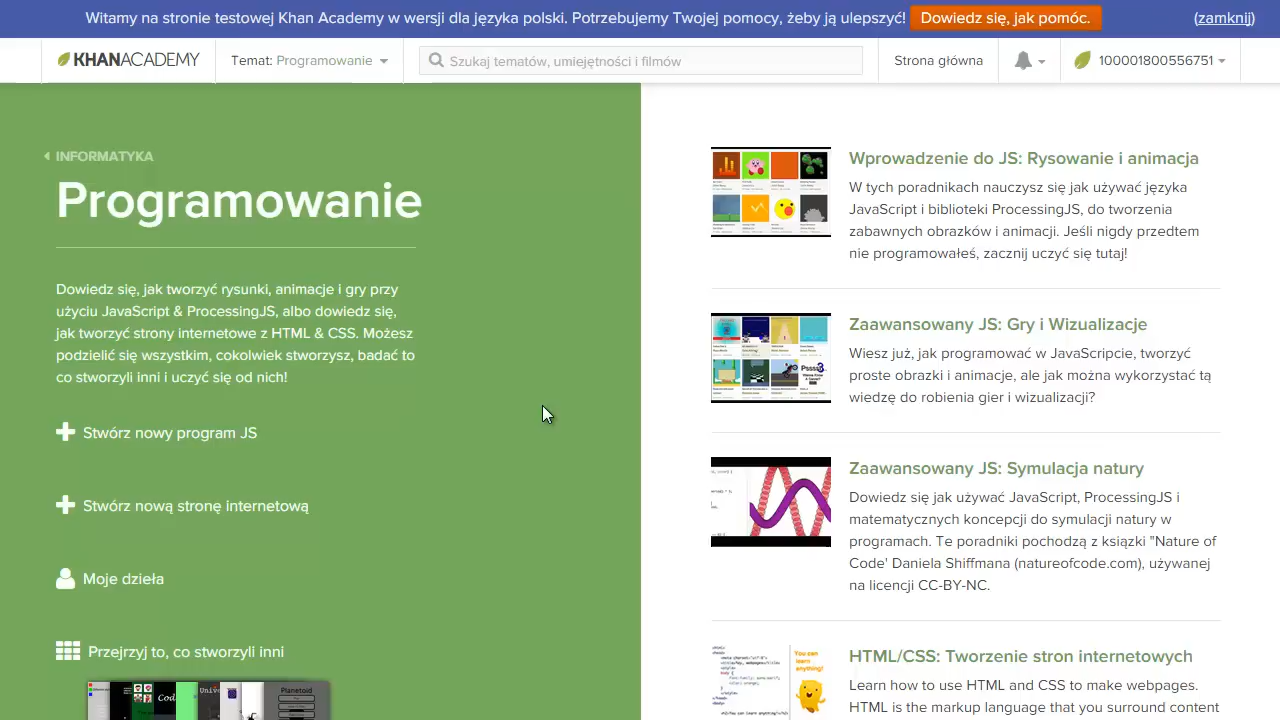 Witamy na stronie testowej Khan Academy w wersji dla języka polski. Potrzebujemy Twojej pomocy, żeby ją ulepszyć! Dowiedz się, jak pomóc. (zamknij)
KHANACADEMY Temat: Programowanie Szukaj tematów, umiejętności i filmów Strona główna 100001800556751
INFORMATYKA
Programowanie
Dowiedz się, jak tworzyć rysunki, animacje i gry przy
użyciu JavaScript & ProcessingJS, albo dowiedz się,
jak tworzyć strony internetowe z HTML & CSS. Możesz
podzielić się wszystkim, cokolwiek stworzysz, badać to
co stworzyli inni i uczyć się od nich!
Stwórz nowy program JS
Stwórz nową stronę internetową
Moje dzieła
Przejrzyj to, co stworzyli inni
Planetoid
Wprowadzenie do JS: Rysowanie i animacja
W tych poradnikach nauczysz się jak używać języka
JavaScript i biblioteki ProcessingJS, do tworzenia
zabawnych obrazków i animacji. Jeśli nigdy przedtem
nie programowałeś, zacznij uczyć się tutaj!
Zaawansowany JS: Gry i Wizualizacje
Wiesz już, jak programować w JavaScripcie, tworzyć
proste obrazki i animacje, ale jak można wykorzystać tą
wiedzę do robienia gier i wizualizacji?
Zaawansowany JS: Symulacja natury
Dowiedz się jak używać JavaScript, ProcessingJS i
matematycznych koncepcji do symulacji natury w
programach. Te poradniki pochodzą z ksiązki "Nature of
Code' Daniela Shiffmana (natureofcode.com), używanej
na licencji CC-BY-NC.
You can
learn
anything!
HTML/CSS: Tworzenie stron internetowych
Learn how to use HTML and CSS to make webpages.
HTML is the markup language that you surround content